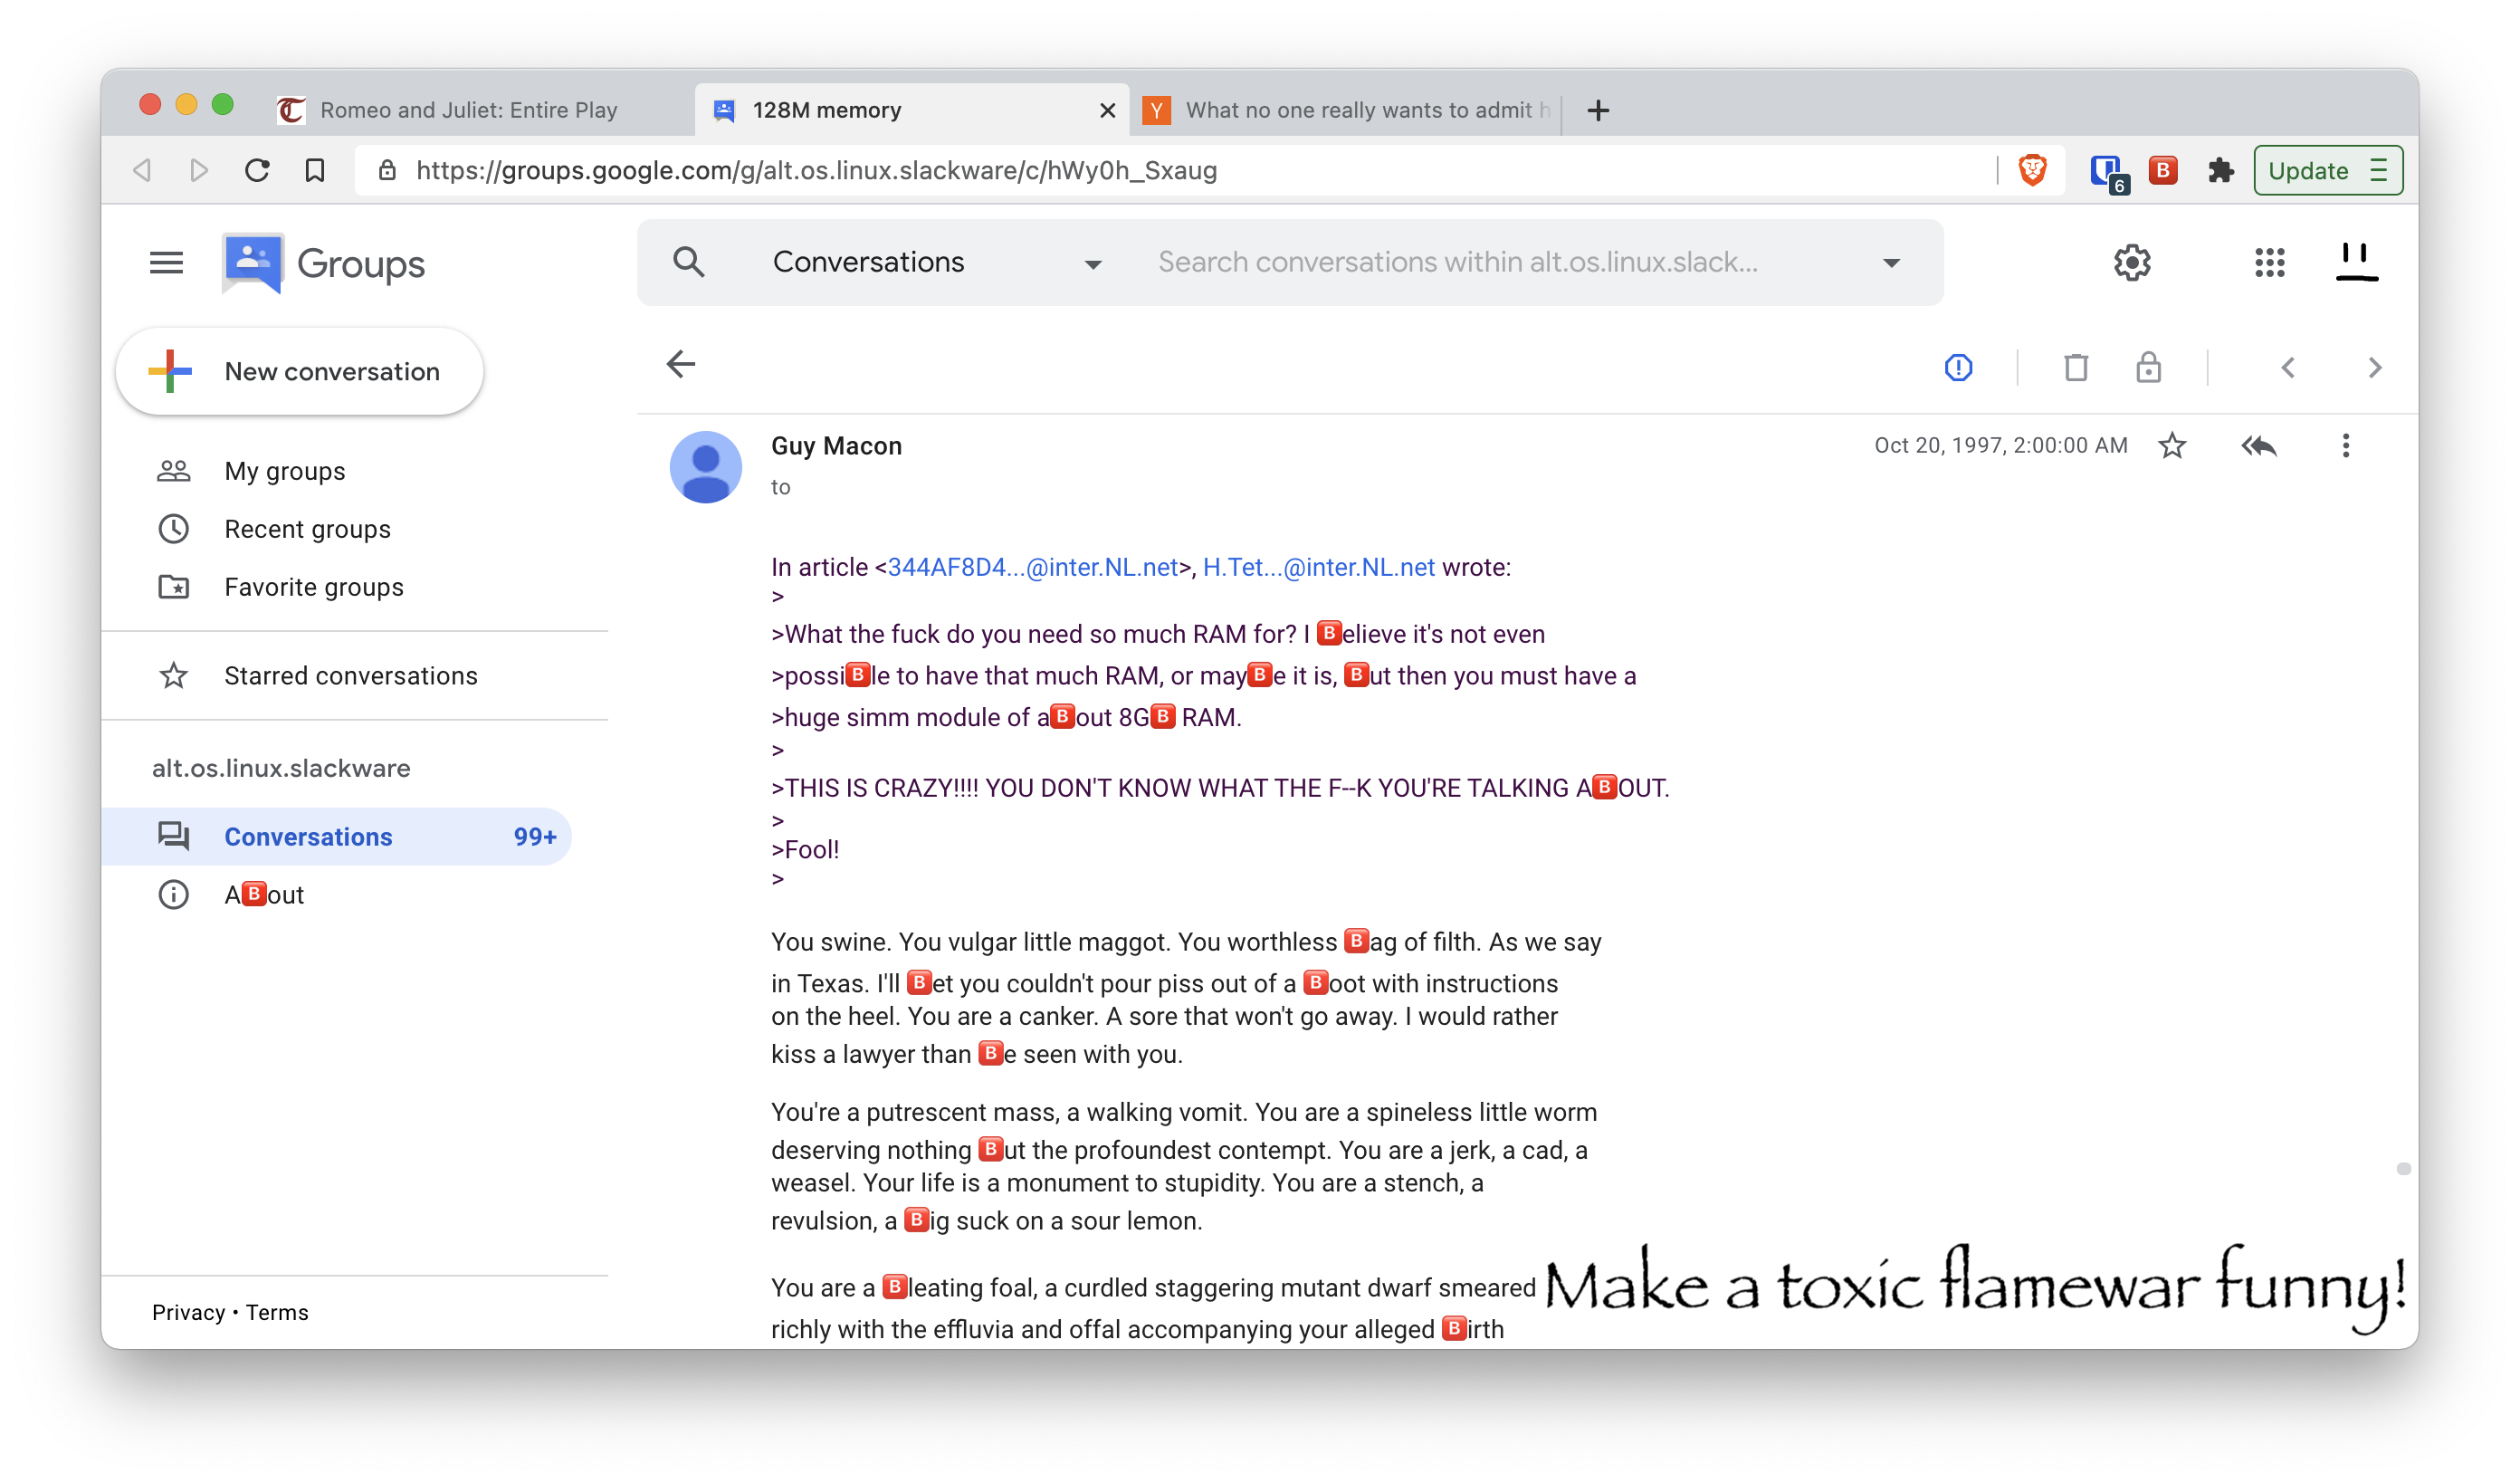 Romeo and Juliet: Entire Play
128M memory
What no one really wants to admit h
https://groups.google.com/g/alt.os.linux.slackware/c/hWy0h_Sxaug
6
🅱
Update
Groups
Conversations
Search conversations within alt.os.linux.slack...
New conversation
My groups
Recent groups
Favorite groups
Starred conversations
alt.os.linux.slackware
Conversations 99+
A🅱out
Privacy • Terms
Guy Macon
Oct 20, 1997, 2:00:00 AM
to
In article <344AF8D4...@inter.NL.net>, H.Tet...@inter.NL.net wrote:
>
>What the fuck do you need so much RAM for? I 🅱elieve it's not even
>possi🅱le to have that much RAM, or may🅱e it is, 🅱ut then you must have a
>huge simm module of a🅱out 8G🅱 RAM.
>
>THIS IS CRAZY!!!! YOU DON'T KNOW WHAT THE F--K YOU'RE TALKING A🅱OUT.
>
>Fool!
>
You swine. You vulgar little maggot. You worthless 🅱ag of filth. As we say
in Texas. I'll 🅱et you couldn't pour piss out of a 🅱oot with instructions
on the heel. You are a canker. A sore that won't go away. I would rather
kiss a lawyer than 🅱e seen with you.
You're a putrescent mass, a walking vomit. You are a spineless little worm
deserving nothing 🅱ut the profoundest contempt. You are a jerk, a cad, a
weasel. Your life is a monument to stupidity. You are a stench, a
revulsion, a 🅱ig suck on a sour lemon.
You are a 🅱leating foal, a curdled staggering mutant dwarf smeared
richly with the effluvia and offal accompanying your alleged 🅱irth
Make a toxic flamewar funny!